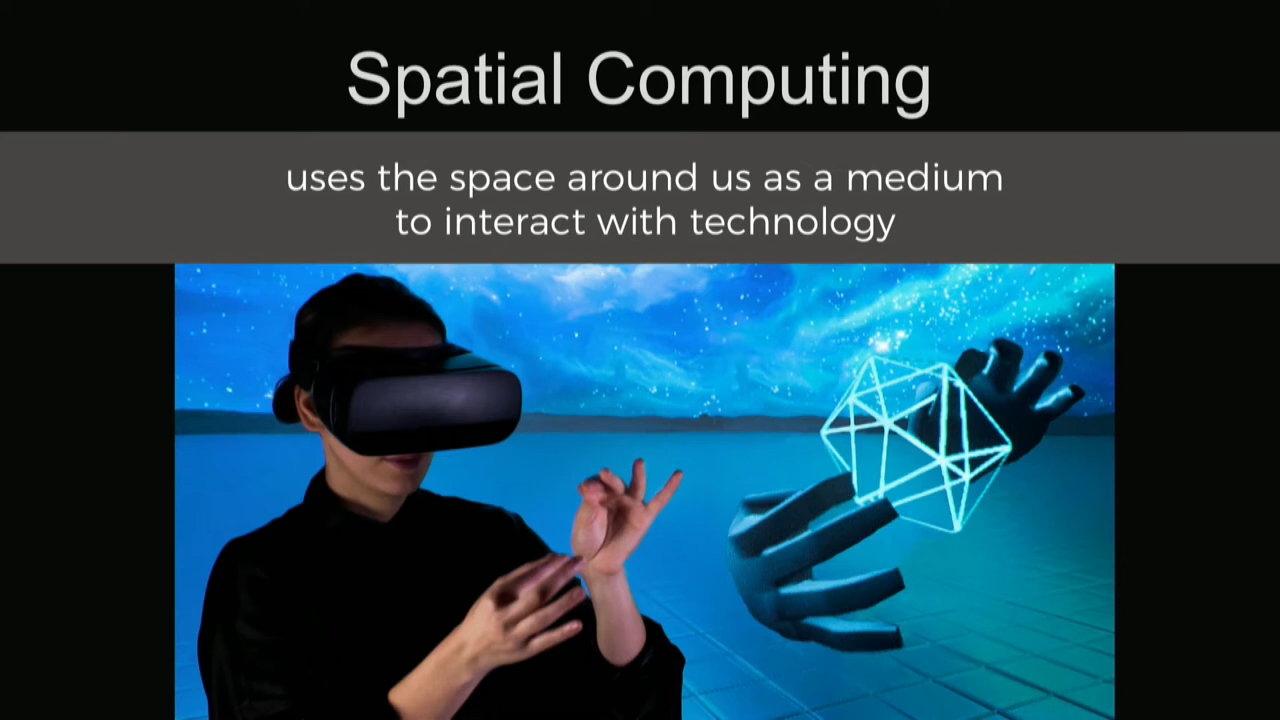 Spatial Computing
uses the space around us as a medium
to interact with technology